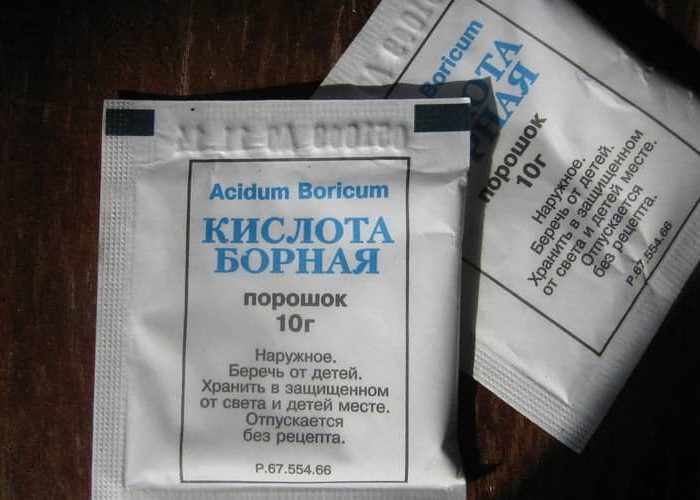 Acidum Boricum
КИСЛОТА
БОРНАЯ
порошок
10г
Наружное.
Беречь от детей.
Хранить в защищенном
от света и детей месте.
Отпускается
без рецепта.
Р.67.554.66
Boricum
ОТА
РНАЯ
порошок
10г
Наружное.
Беречь от детей.
Хранить в защищенном
от света и детей месте.
Отпускается
без рецепта.
Р.67.554.66